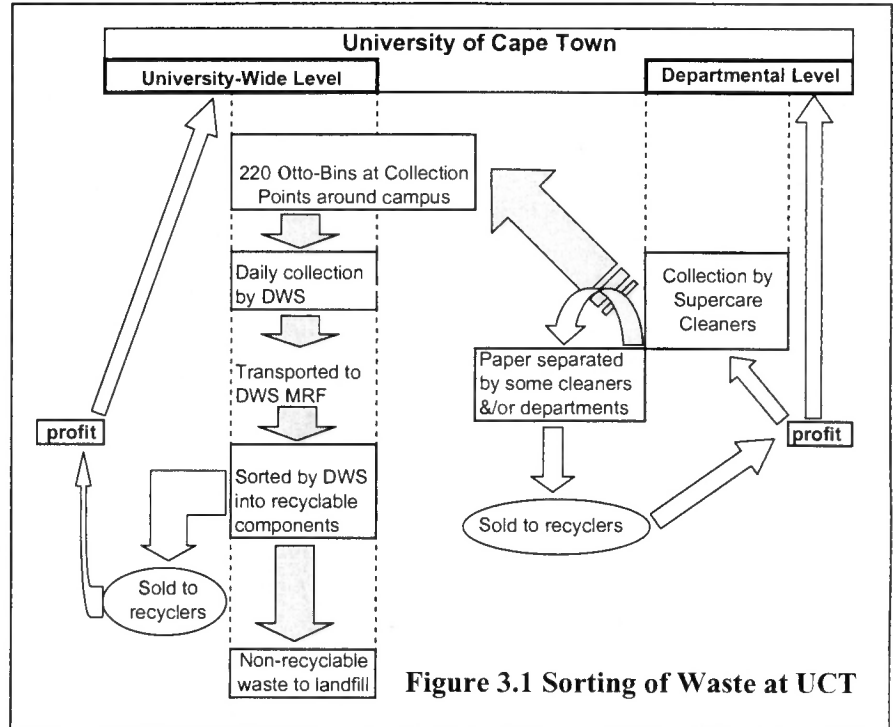 University of Cape Town
University-Wide Level
Departmental Level
220 Otto-Bins at Collection
Points around campus
Daily collection
by DWS
Collection by
Supercare
Cleaners
Transported to
DWS MRF
Paper separated
by some cleaners
&/or departments
profit
profit
Sorted by DWS
into recyclable
components
Sold to recyclers
Sold to
recyclers
Non-recyclable
waste to landfill
Figure 3.1 Sorting of Waste at UCT